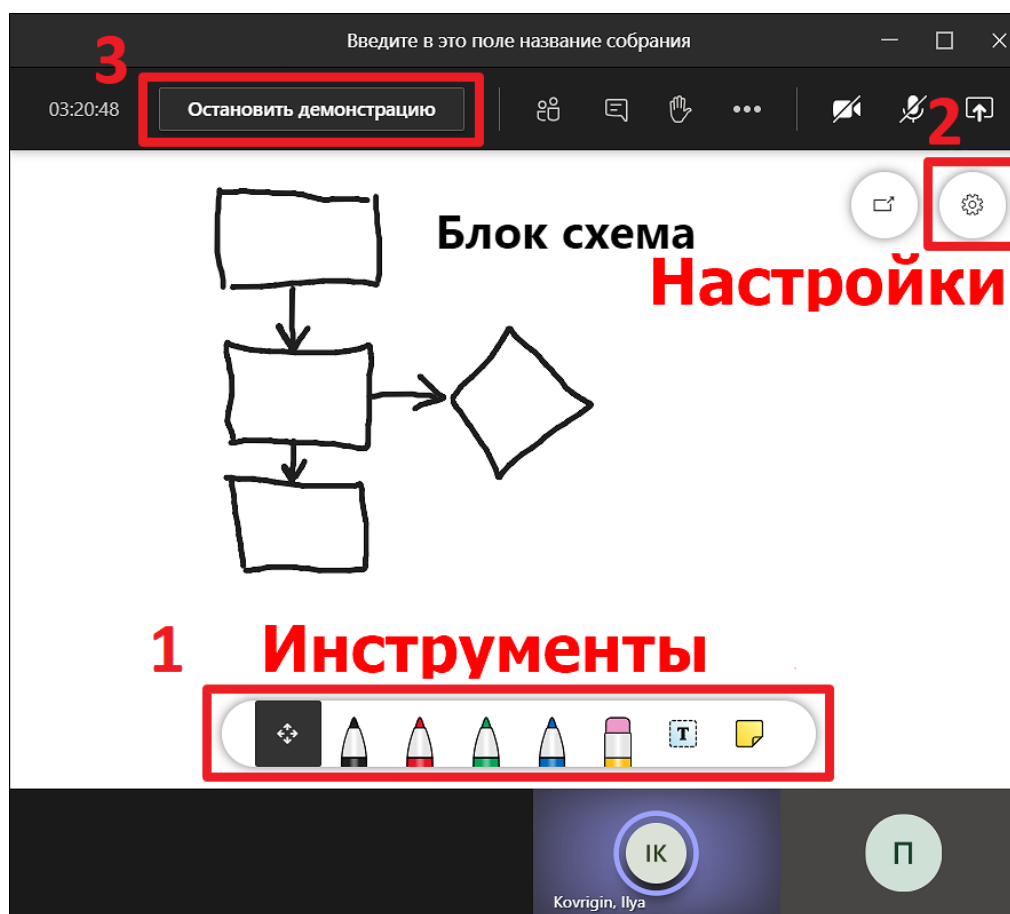 Введите в это поле название собрания
3
03:20:48
Остановить демонстрацию
2
Блок схема
Настройки
1 Инструменты
T
IK
П
Kovrigin, Ilya